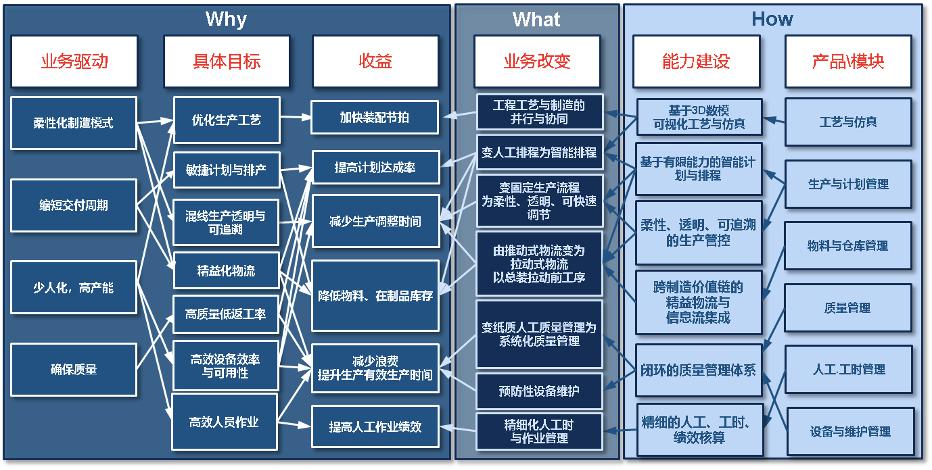 Why
What
How
业务驱动
具体目标
收益
业务改变
能力建设
产品\模块
柔性化制造模式
缩短交付周期
少人化，高产能
确保质量
优化生产工艺
敏捷计划与排产
混线生产透明与
可追溯
精益化物流
高质量低返工率
高效设备效率
与可用性
高效人员作业
加快装配节拍
提高计划达成率
减少生产调整时间
降低物料、在制品库存
减少浪费
提升生产有效生产时间
提高人工作业绩效
工程工艺与制造的
并行与协同
变人工排程为智能排程
变固定生产流程
为柔性、透明、可快速
调节
由推动式物流变为
拉动式物流
以总装拉动前工序
变纸质人工质量管理为
系统化质量管理
预防性设备维护
精细化人工时
与作业管理
基于3D数模
可视化工艺与仿真
基于有限能力的智能
计划与排程
柔性、透明、可追溯
的生产管控
跨制造价值链的
精益物流与
信息流集成
闭环的质量管理体系
精细的人工、工时、
绩效核算
工艺与仿真
生产与计划管理
物料与仓库管理
质量管理
人工.工时管理
设备与维护管理